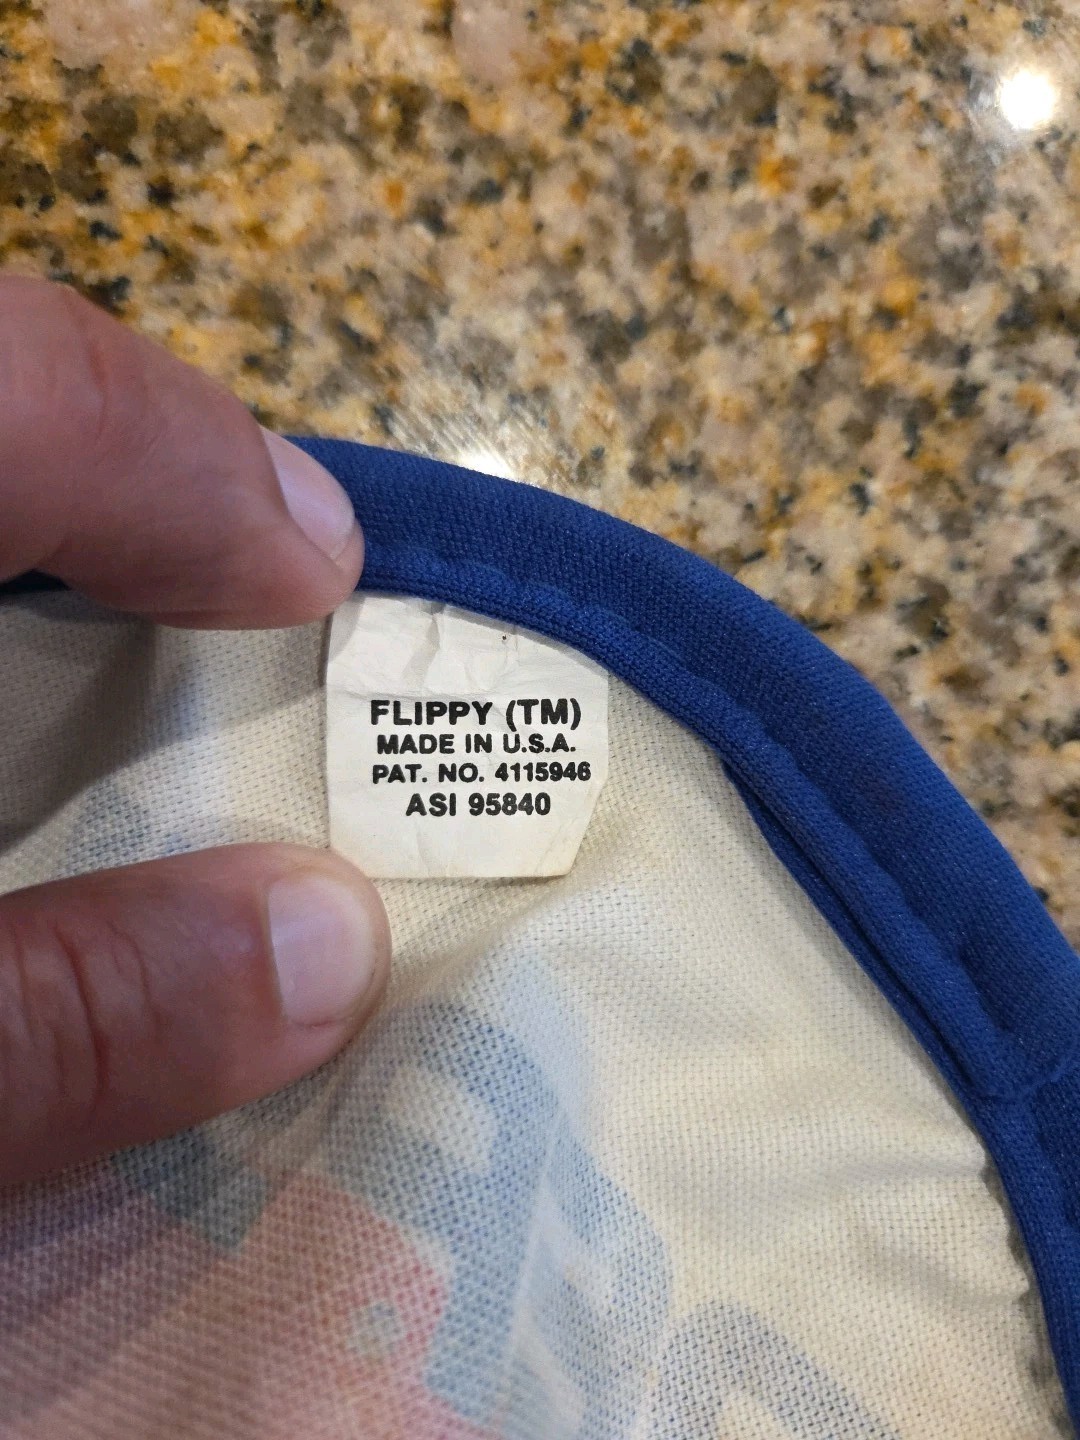 FLIPPY (TM)
MADE IN U.S.A.
PAT. NO. 4115946
ASI 95840